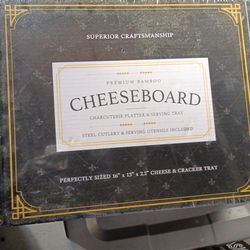 SUPERIOR CRAFTSMANSHIP
PREMIUM BAMBOO
CHEESEBOARD
CHARCUTERIE PLATTER & SERVING TRAY
STEEL CUTLERY & SERVING UTENSILS INCLUDED
PERFECTLY SIZED 16" x 13" x 2.2" CHEESE & CRACKER TRAY